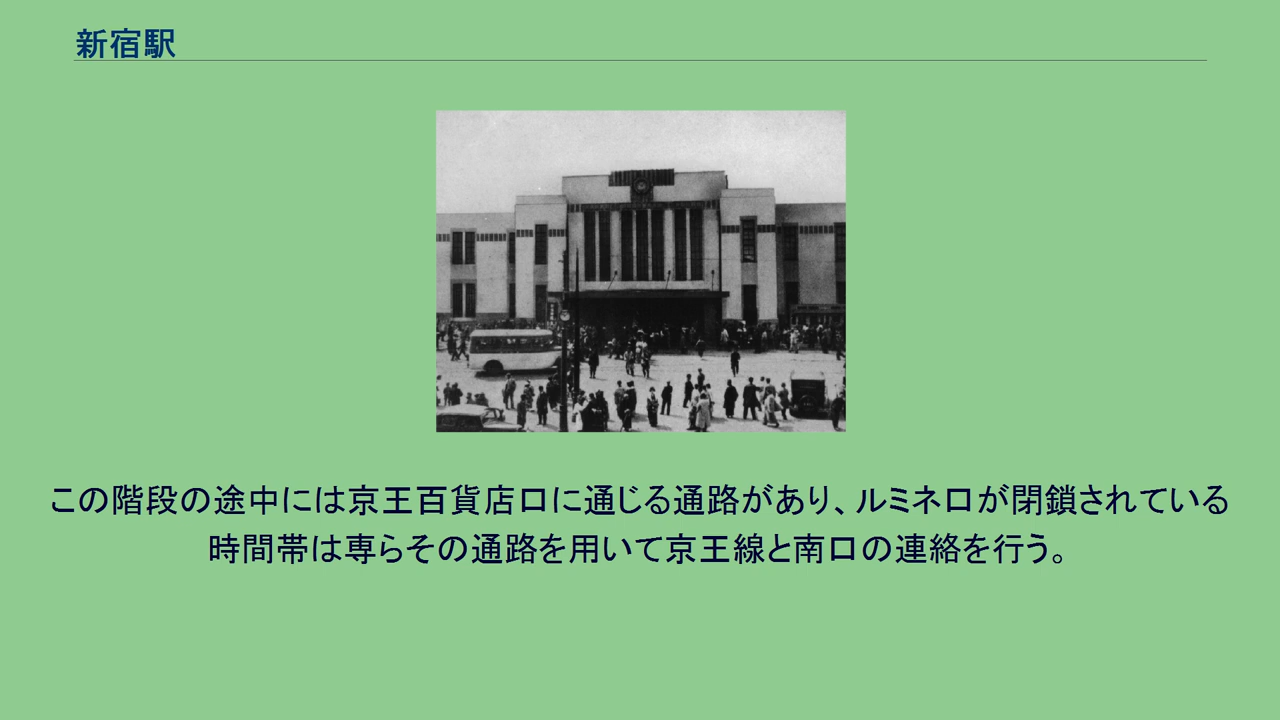 新宿駅
この階段の途中には京王百貨店口に通じる通路があり、ルミネ口が閉鎖されている
時間帯は専らその通路を用いて京王線と南口の連絡を行う。